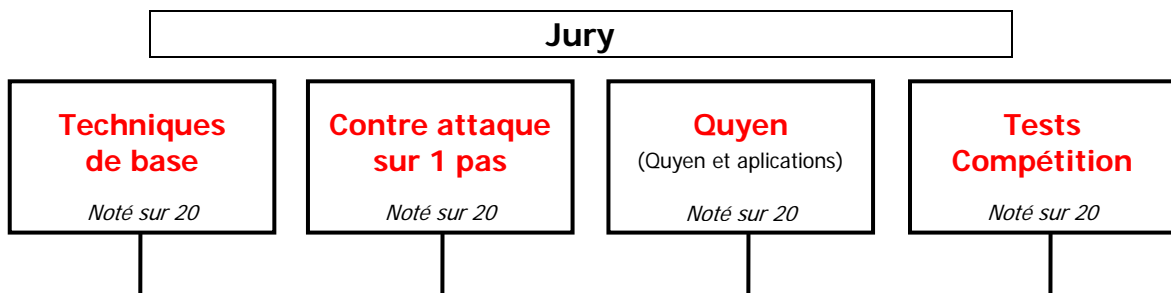 Jury
Techniques
de base
Noté sur 20
Contre attaque
sur 1 pas
Noté sur 20
Quyen
(Quyen et aplications)
Noté sur 20
Tests
Compétition
Noté sur 20